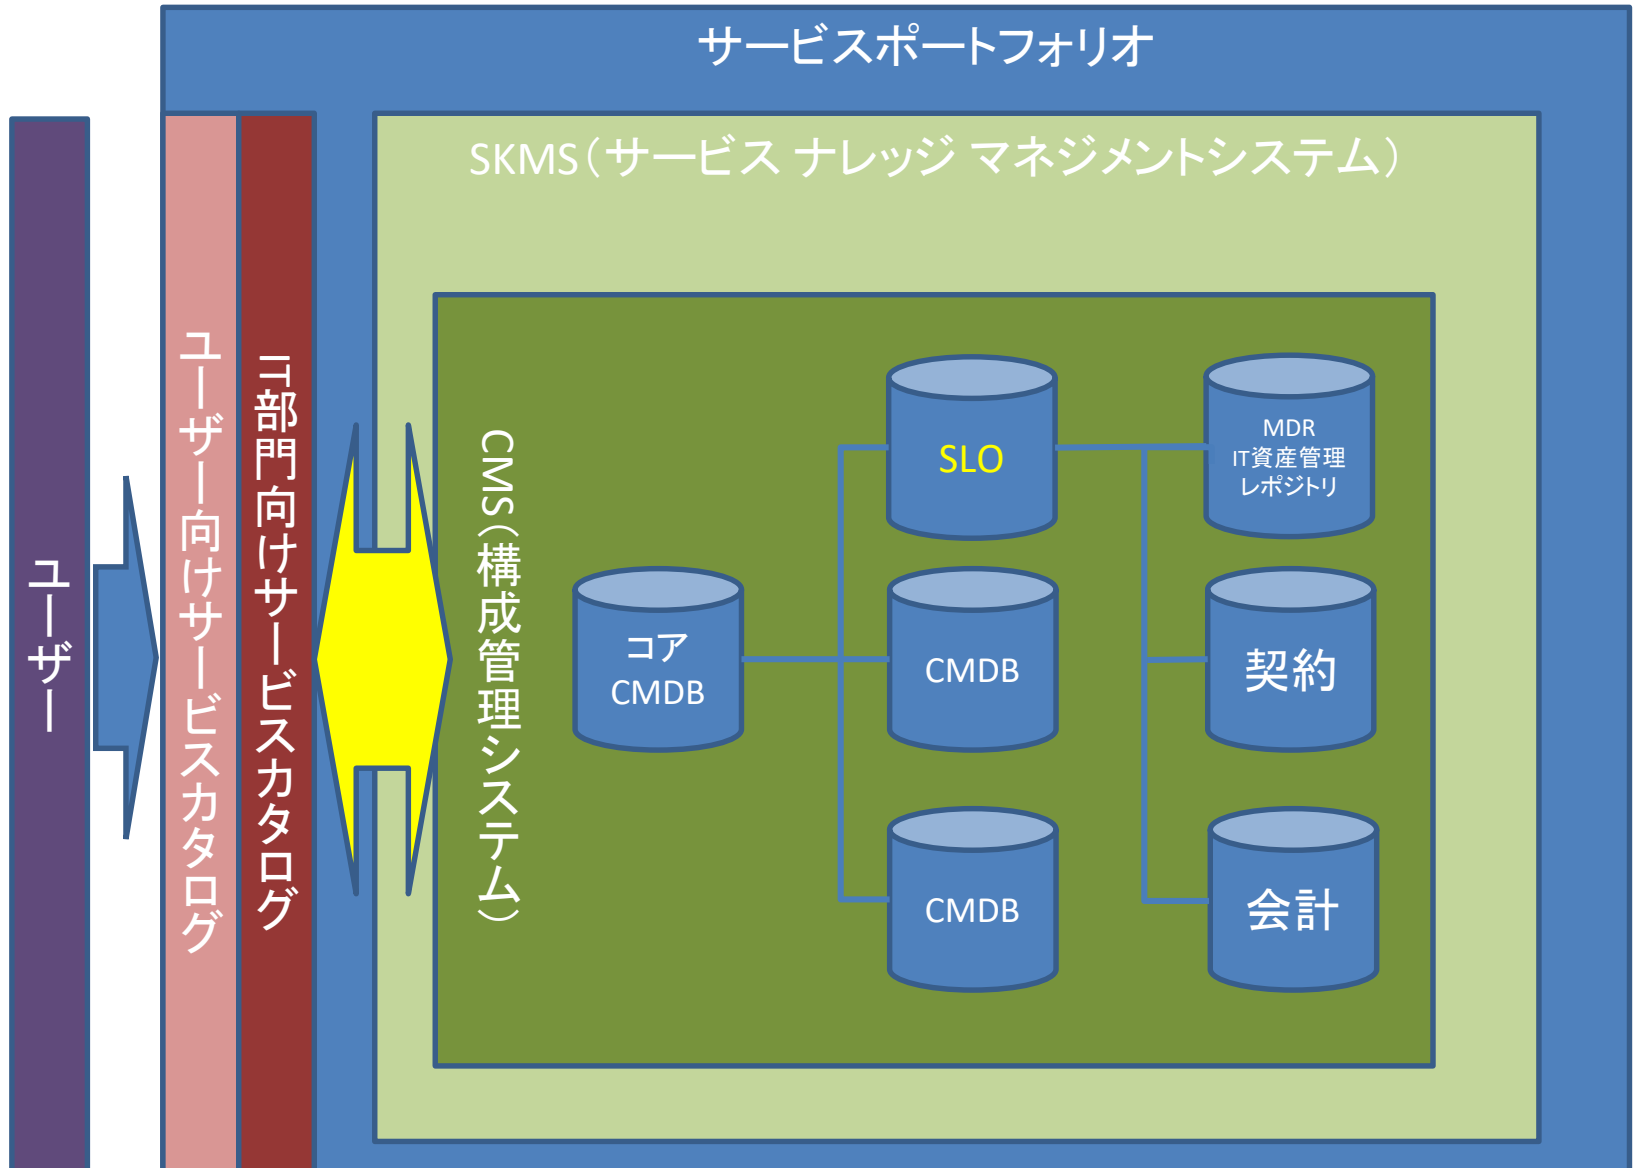 サービスポートフォリオ
SKMS（サービス ナレッジ マネジメントシステム）
ユーザー
ユーザー向けサービスカタログ
IT部門向けサービスカタログ
CMS（構成管理システム）
コア
CMDB
SLO
CMDB
CMDB
MDR
IT資産管理
レポジトリ
契約
会計